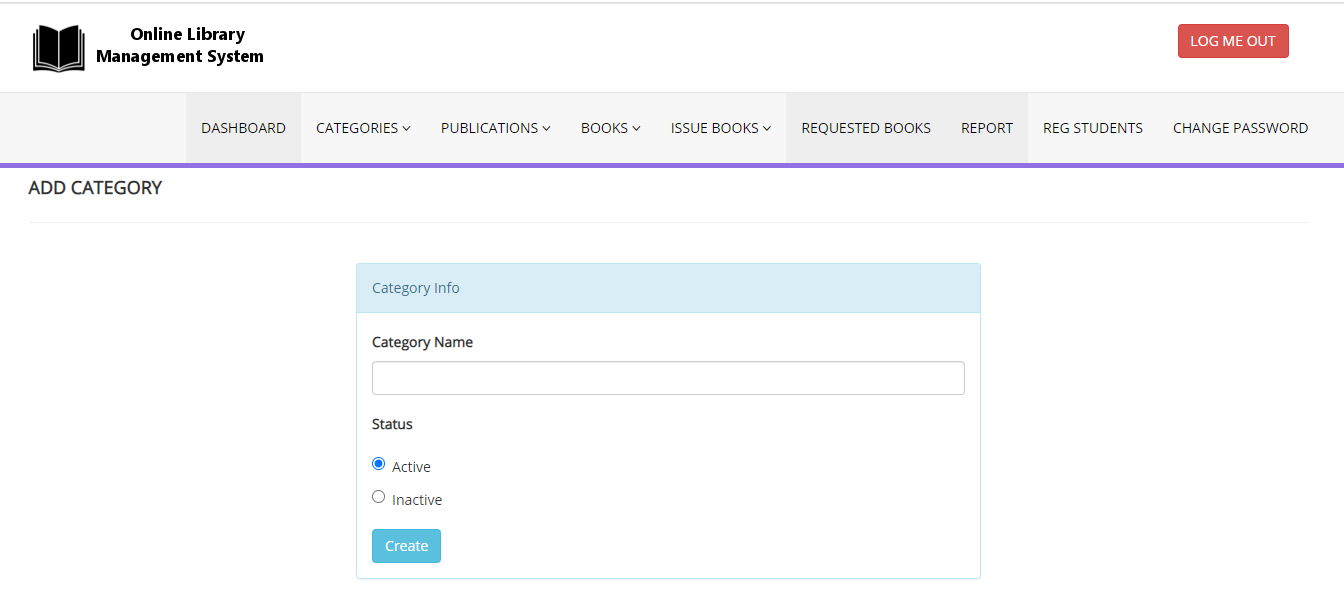 Online Library
Management System
LOG ME OUT
DASHBOARD CATEGORIES PUBLICATIONS BOOKS ISSUE BOOKS REQUESTED BOOKS REPORT REG STUDENTS CHANGE PASSWORD
ADD CATEGORY
Category Info
Category Name
Status
Active
Inactive
Create